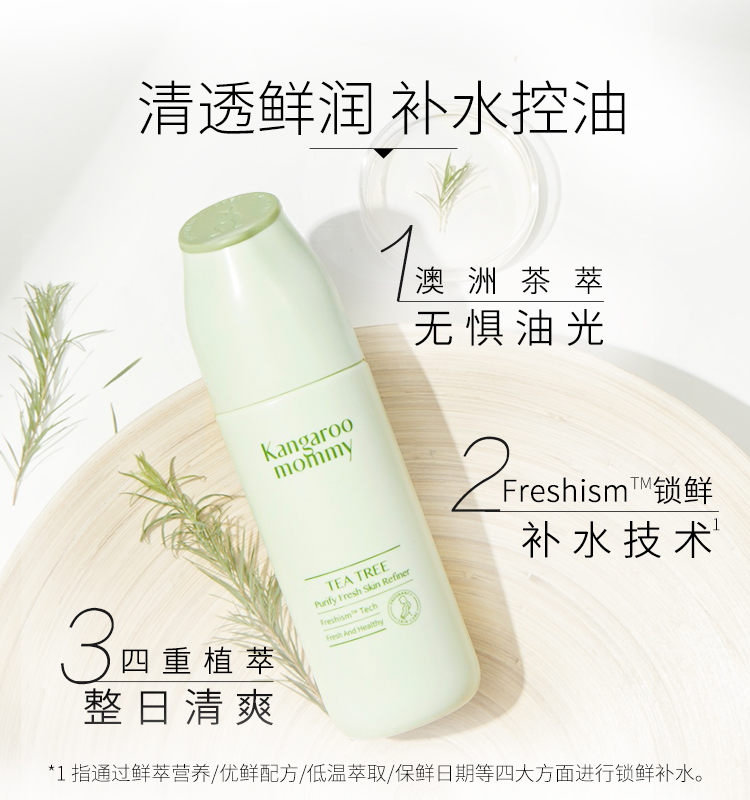 清透鲜润 补水控油
1 澳洲茶萃
无惧油光
Kangaroo
mommy
2 Freshism™锁鲜
补水技术1
TEA TREE
Purify Fresh Skin Refiner
Freshism™ Tech
Fresh And Healthy
3 四重植萃
整日清爽
*1 指通过鲜萃营养/优鲜配方/低温萃取/保鲜日期等四大方面进行锁鲜补水。